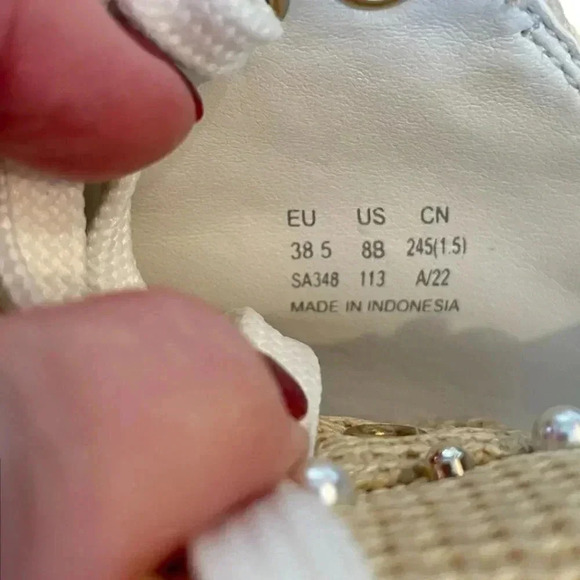 EU US CN
38 5 8B 245(1.5)
SA348 113 A/22
MADE IN INDONESIA